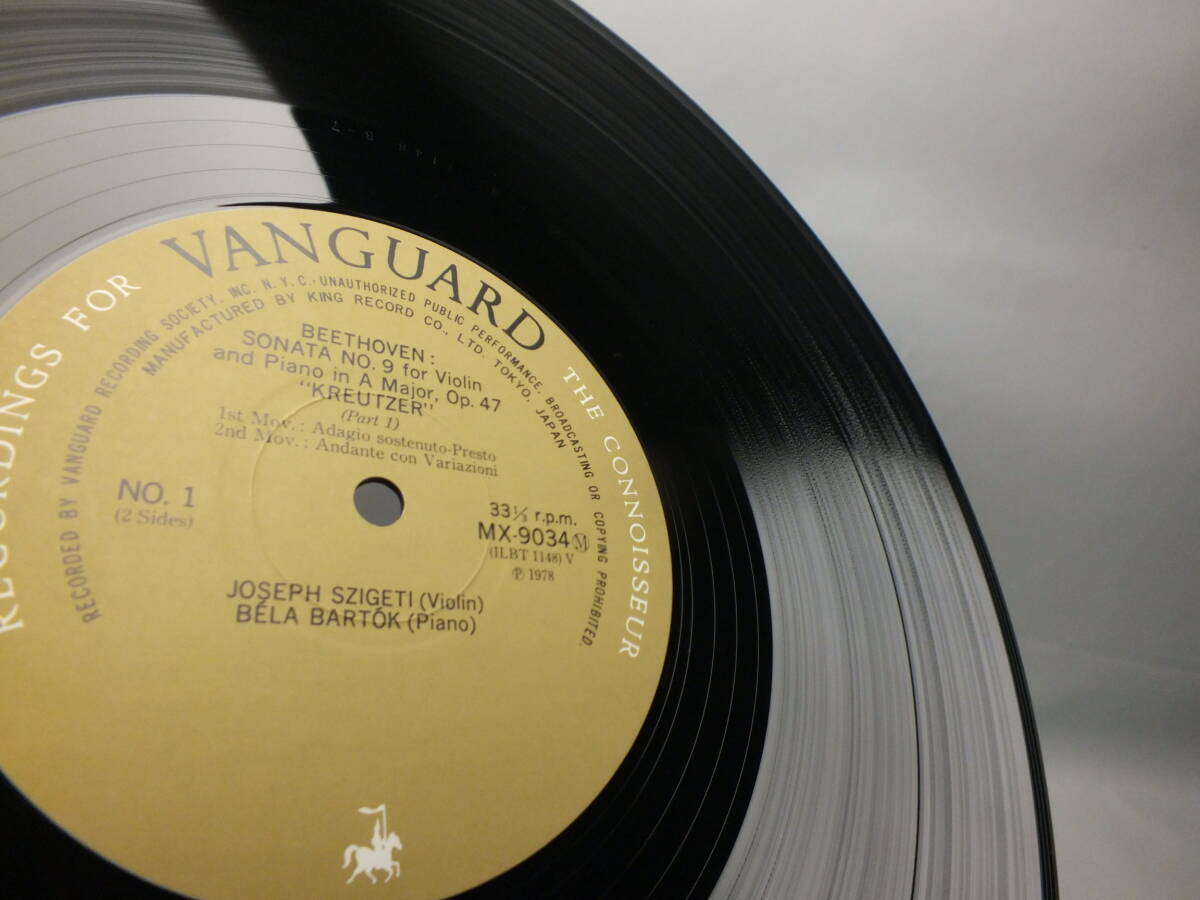 RECORDINGS FOR THE CONNOISSEUR
VANGUARD
RECORDED BY VANGUARD RECORDING SOCIETY, INC. N.Y.C.·UNAUTHORIZED PUBLIC PERFORMANCE, BROADCASTING OR COPYING PROHIBITED.
MANUFACTURED BY KING RECORD CO., LTD. TOKYO, JAPAN
BEETHOVEN:
SONATA NO. 9 for Violin
and Piano in A Major, Op. 47
"KREUTZER"
(Part 1)
1st Mov.: Adagio sostenuto-Presto
2nd Mov.: Andante con Variazioni
NO. 1
(2 Sides)
33⅓ r.p.m.
MX-9034 Ⓜ
(ILBT 1148) V
℗ 1978
JOSEPH SZIGETI (Violin)
BÉLA BARTÓK (Piano)